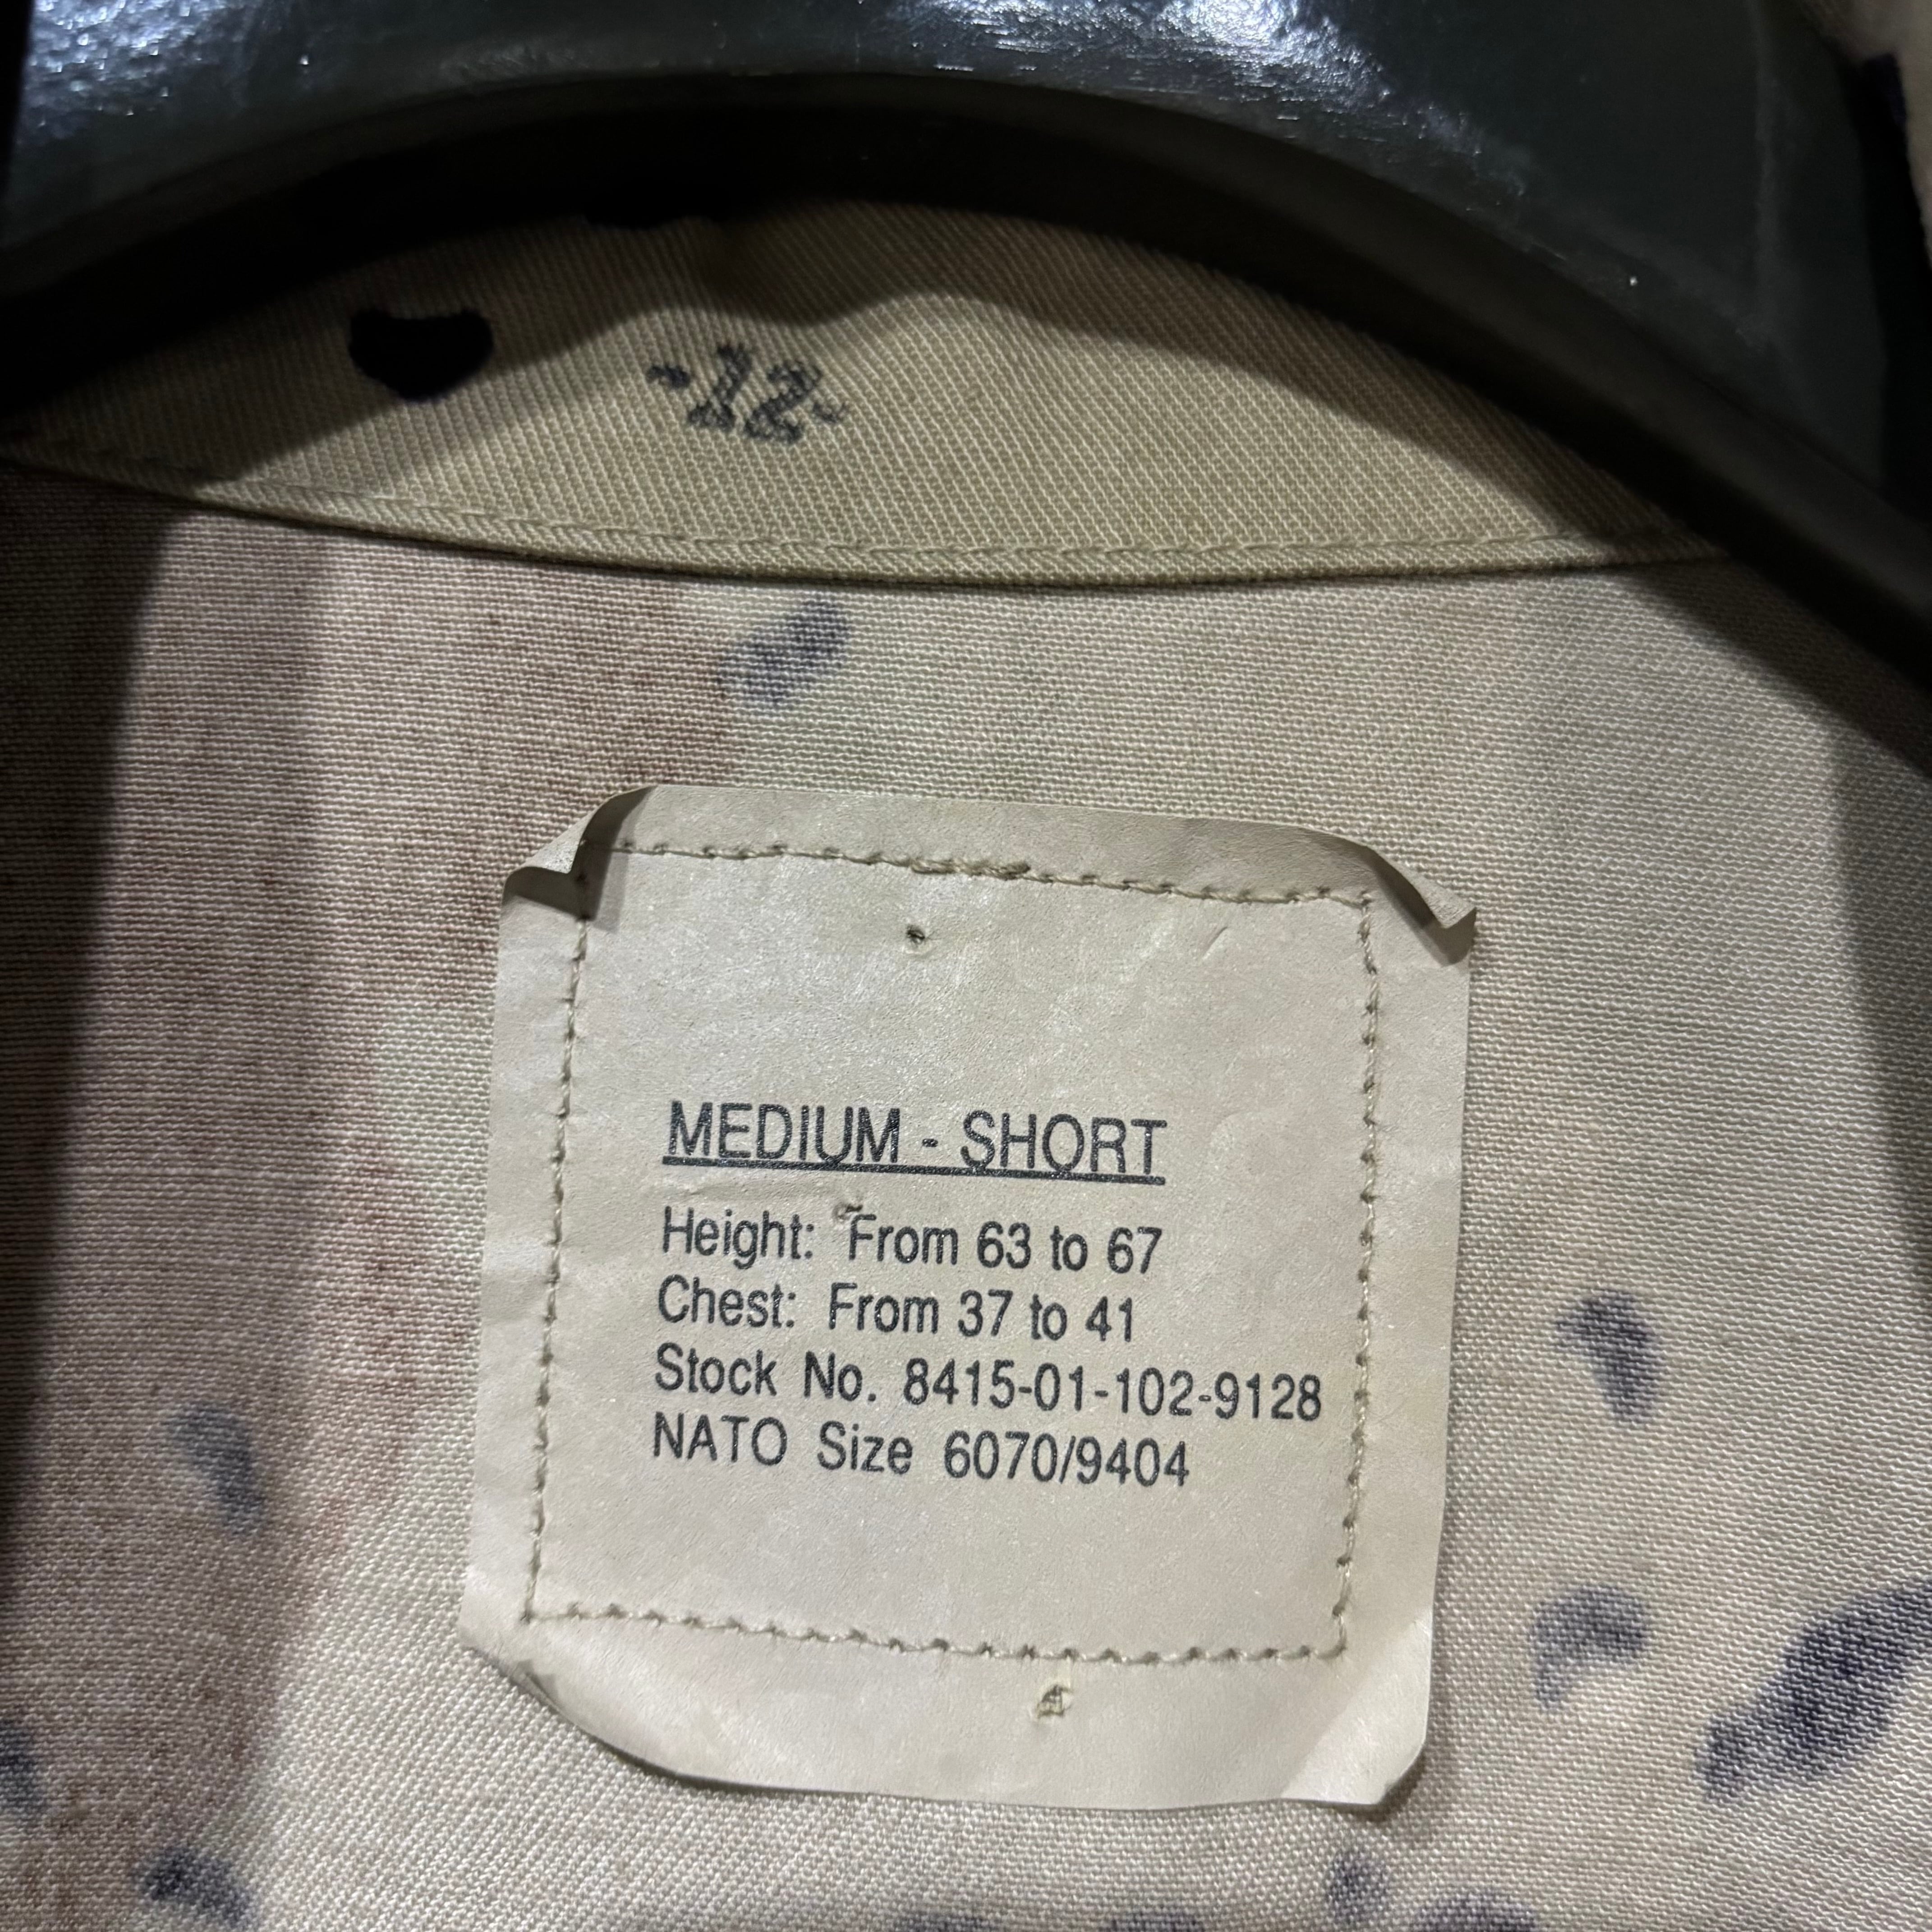 -12-
MEDIUM - SHORT
Height: From 63 to 67
Chest: From 37 to 41
Stock No. 8415-01-102-9128
NATO Size 6070/9404